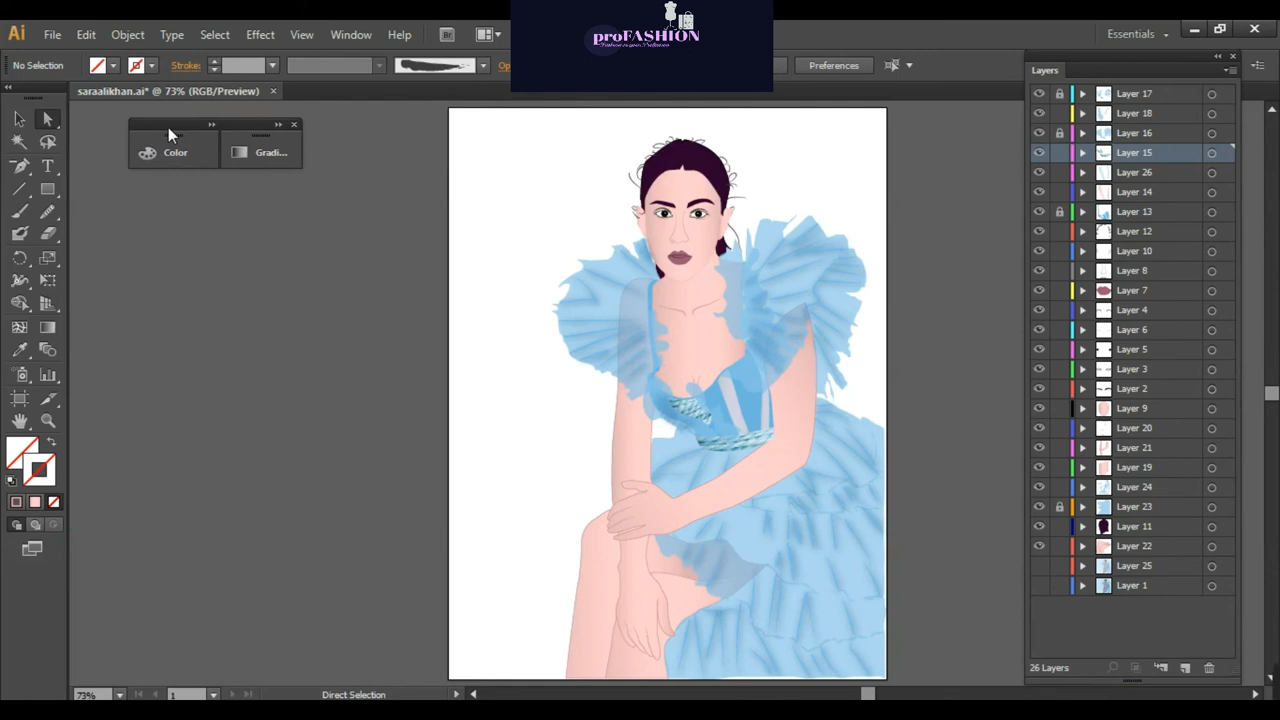 Ai File Edit Object Type Select Effect View Window Help Br
proFASHION
Essentials
No Selection Stroke: Preferences
saraalikhan.ai* @ 73% (RGB/Preview)
Color Gradi...
Layers
Layer 17
Layer 18
Layer 16
Layer 15
Layer 26
Layer 14
Layer 13
Layer 12
Layer 10
Layer 8
Layer 7
Layer 4
Layer 6
Layer 5
Layer 3
Layer 2
Layer 9
Layer 20
Layer 21
Layer 19
Layer 24
Layer 23
Layer 11
Layer 22
Layer 25
Layer 1
26 Layers
73% 1 Direct Selection